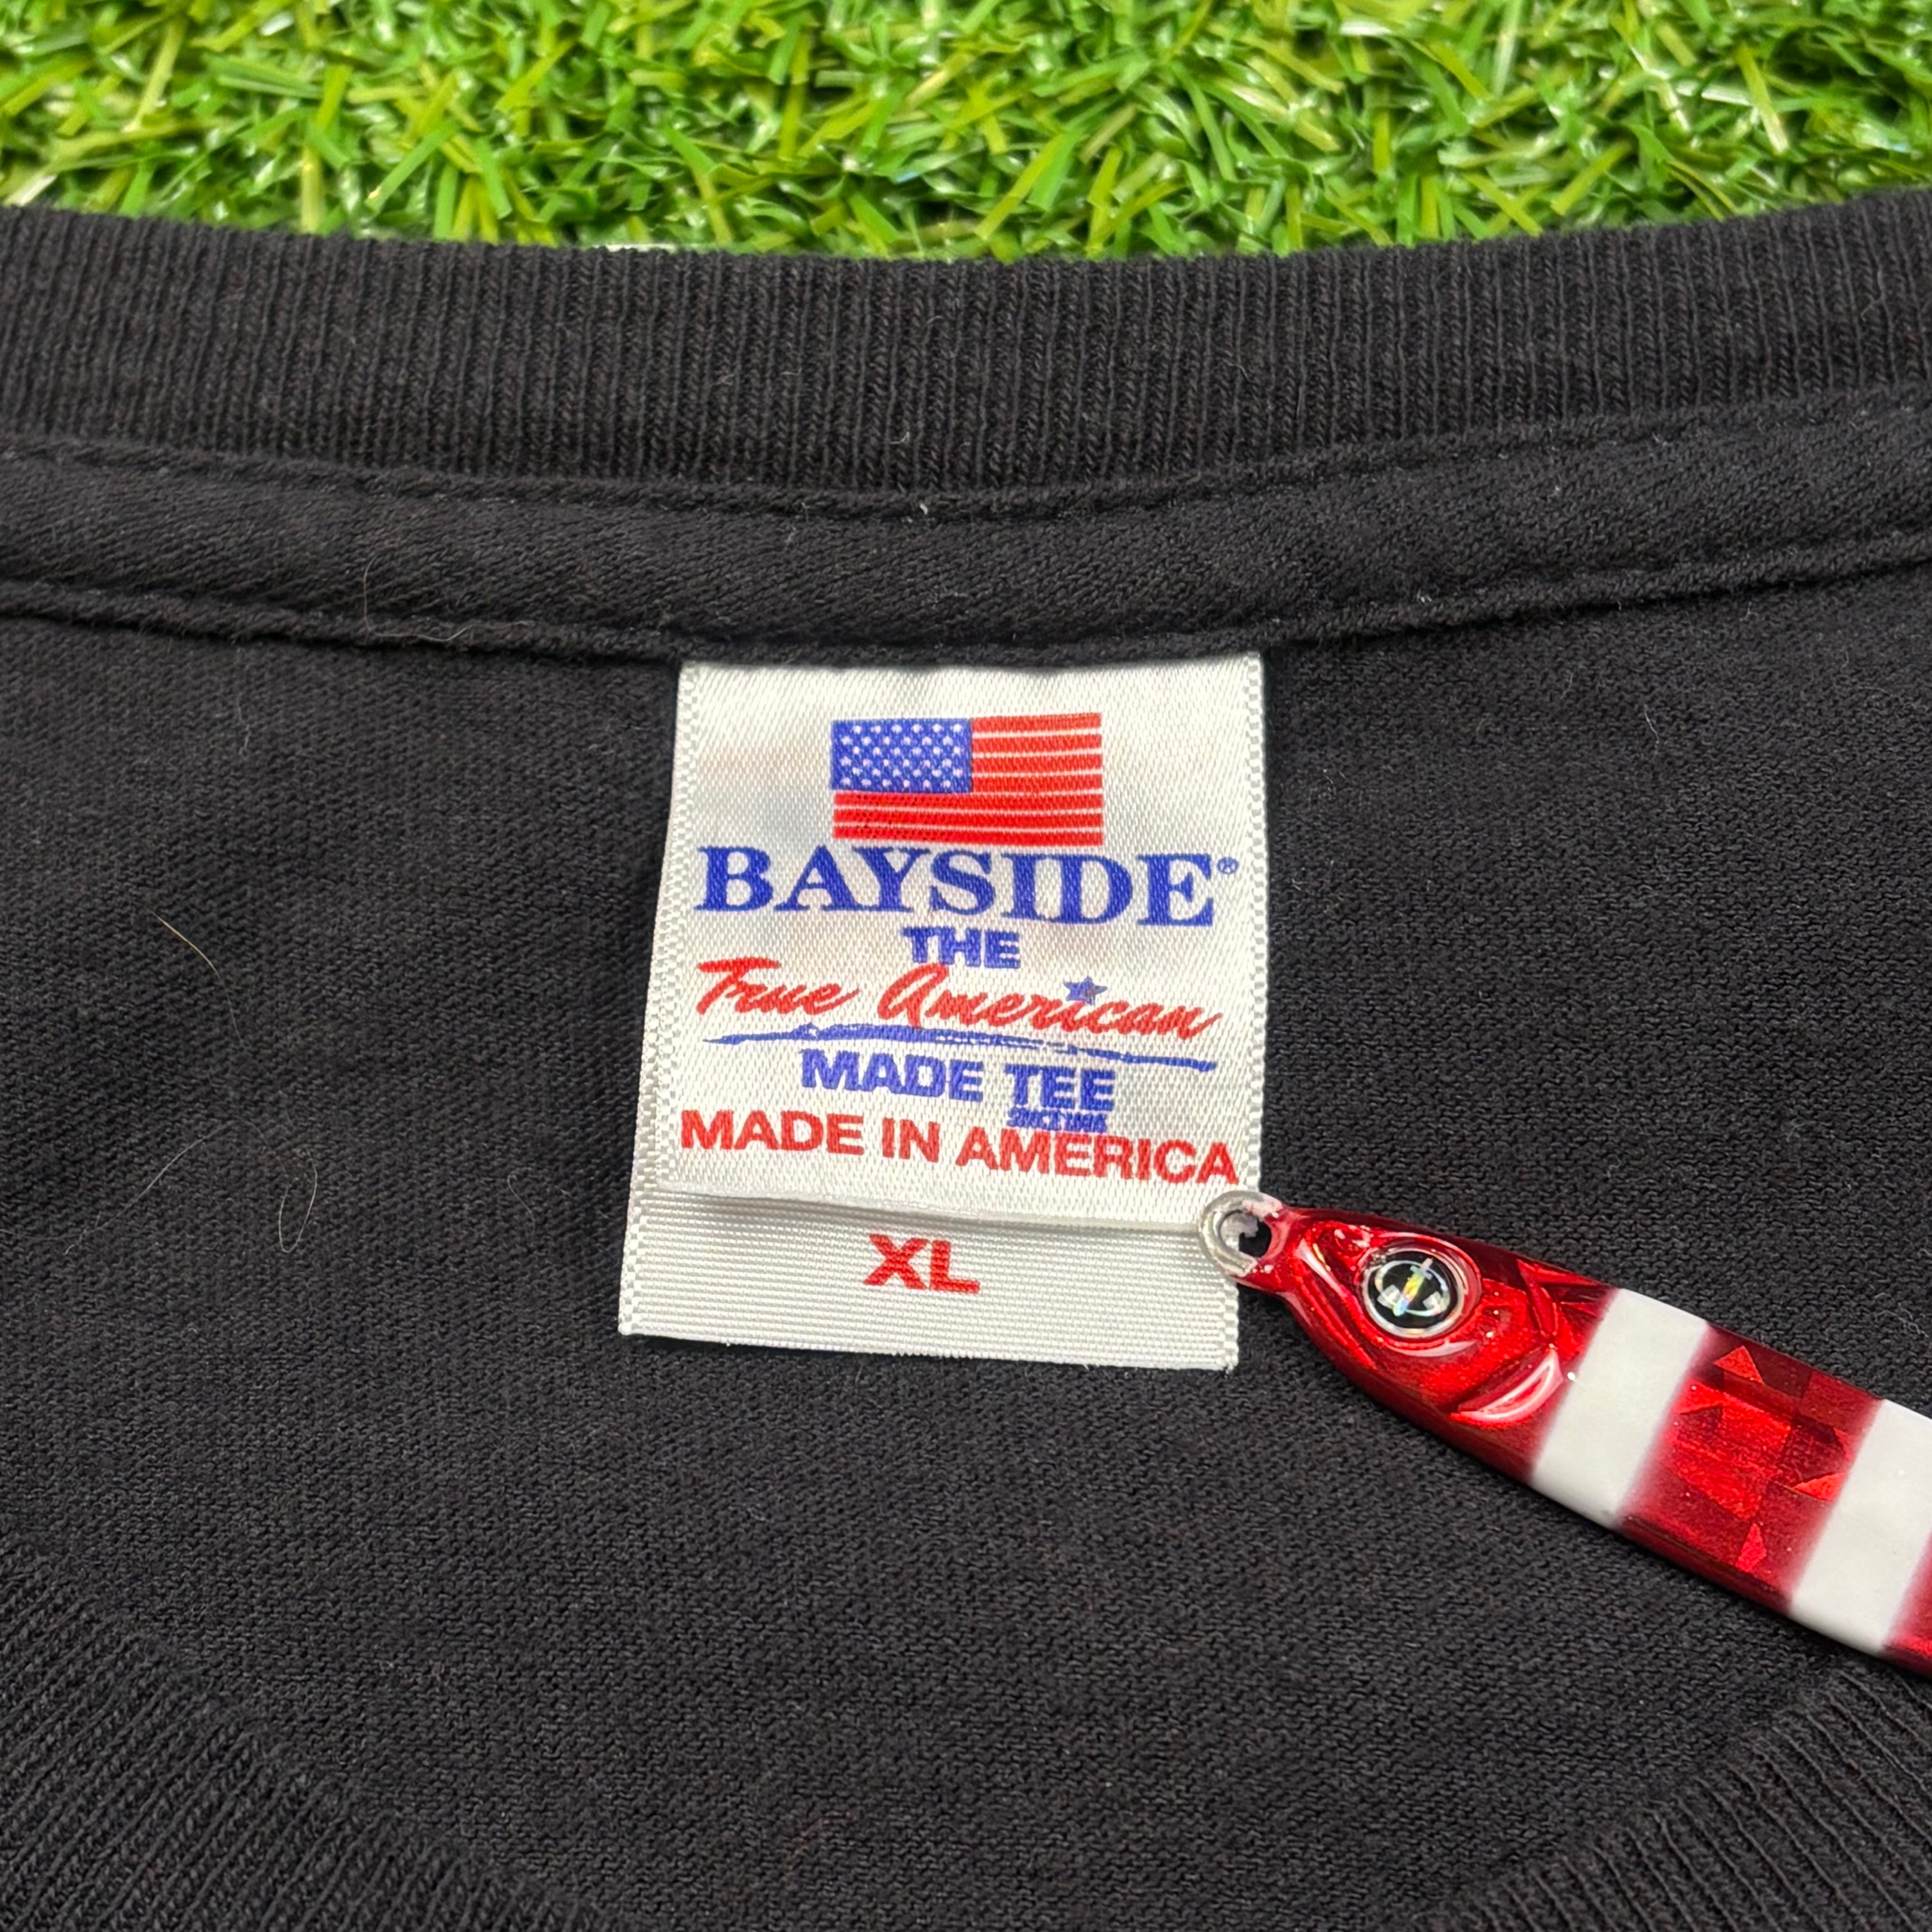 BAYSIDE®
THE
True American
MADE TEE
MADE IN AMERICA
XL